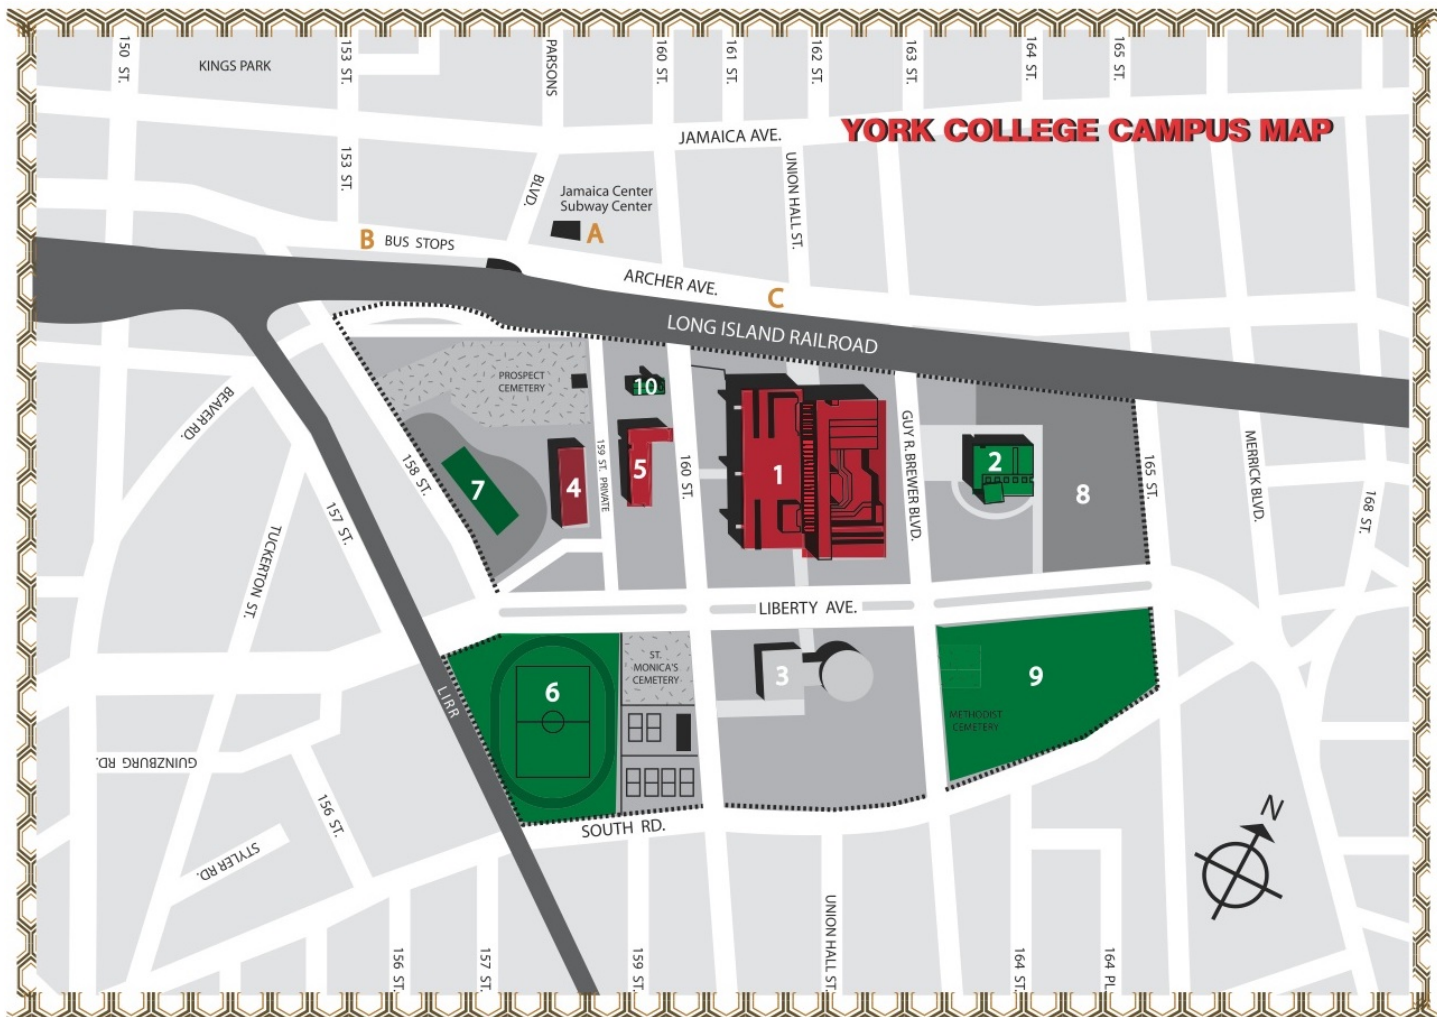 150 ST.
KINGS PARK
153 ST.
PARSONS
160 ST.
161 ST.
162 ST.
163 ST.
164 ST.
165 ST.
YORK COLLEGE CAMPUS MAP
JAMAICA AVE.
153 ST.
BLVD.
Jamaica Center
Subway Center
UNION HALL ST.
B BUS STOPS
A
ARCHER AVE.
C
LONG ISLAND RAILROAD
PROSPECT
CEMETERY
10
BEAVER RD.
158 ST.
7
4
159 ST. PRIVATE
5
160 ST.
1
GUY R. BREWER BLVD.
2
8
165 ST.
MERRICK BLVD.
168 ST.
157 ST.
TUCKERTON ST.
LIBERTY AVE.
ST.
MONICA'S
CEMETERY
6
3
9
METHODIST
CEMETERY
LIRR
GUINZBURG RD.
156 ST.
STYLER RD.
SOUTH RD.
N
156 ST.
157 ST.
159 ST.
UNION HALL ST.
164 ST.
164 PL.